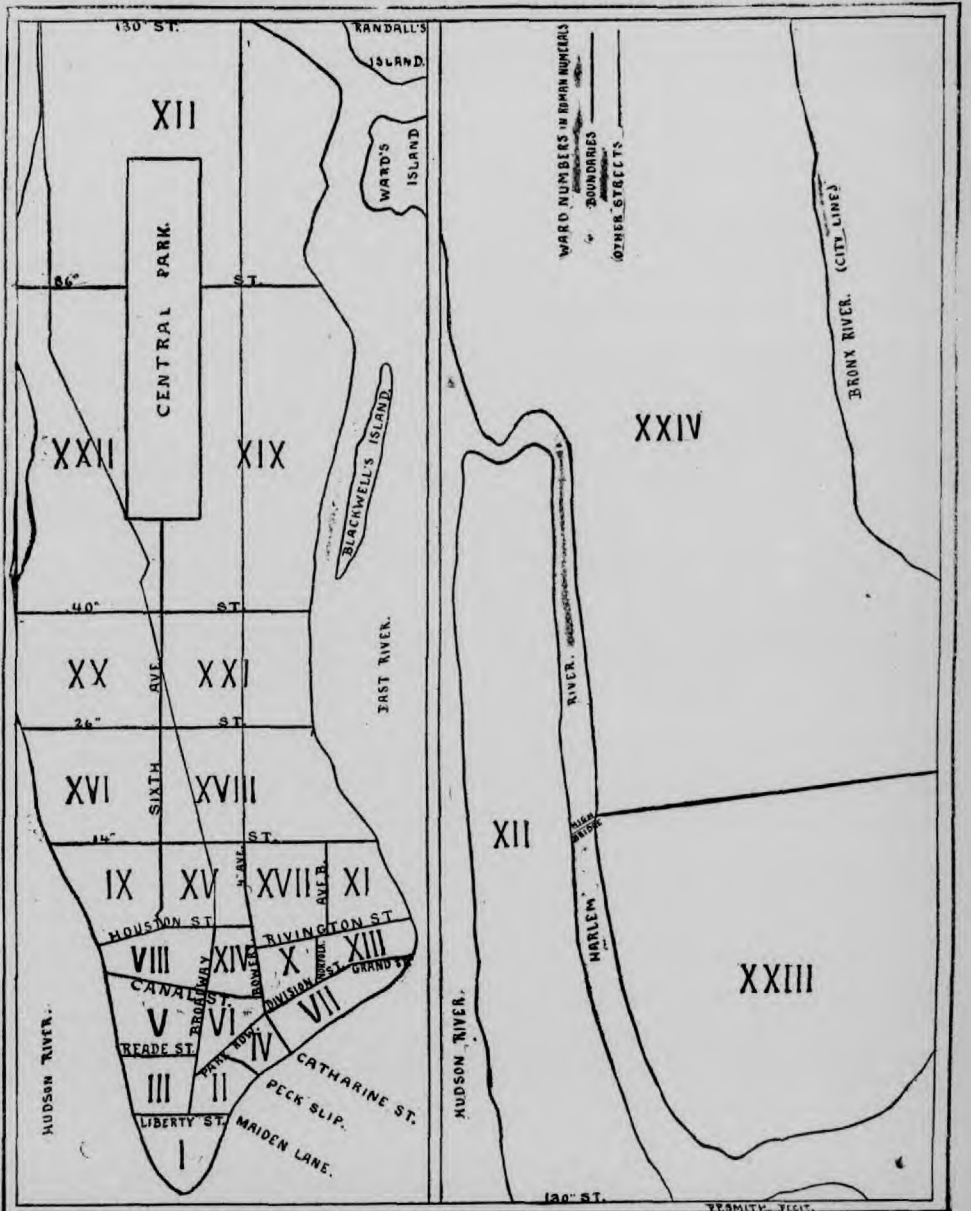 130" ST.
RANDALL'S
ISLAND.
XII
WARD'S
ISLAND
CENTRAL PARK.
86" ST.
XXII
XIX
BLACKWELL'S ISLAND.
40" ST
EAST RIVER.
XX
SIXTH AVE.
XXI
26" ST.
XVI
XVIII
14" ST.
IX
XV
4" AVE.
XVII
AVE. B.
XI
HOUSTON ST.
RIVINGTON ST
VIII
BROADWAY
XIV
BOWERY
X
NORFOLK
XIII
CANAL ST.
DIVISION ST.
GRAND ST.
V
VI
VII
READE ST.
PARK ROW.
IV
CATHARINE ST.
III
II
PECK SLIP.
LIBERTY ST.
MAIDEN LANE.
I
HUDSON RIVER.
WARD NUMBERS IN ROMAN NUMERALS
" BOUNDARIES
OTHER STREETS
BRONX RIVER. (CITY LINE)
XXIV
HARLEM RIVER.
HIGH
BRIDGE
XII
XXIII
HUDSON RIVER.
130" ST.